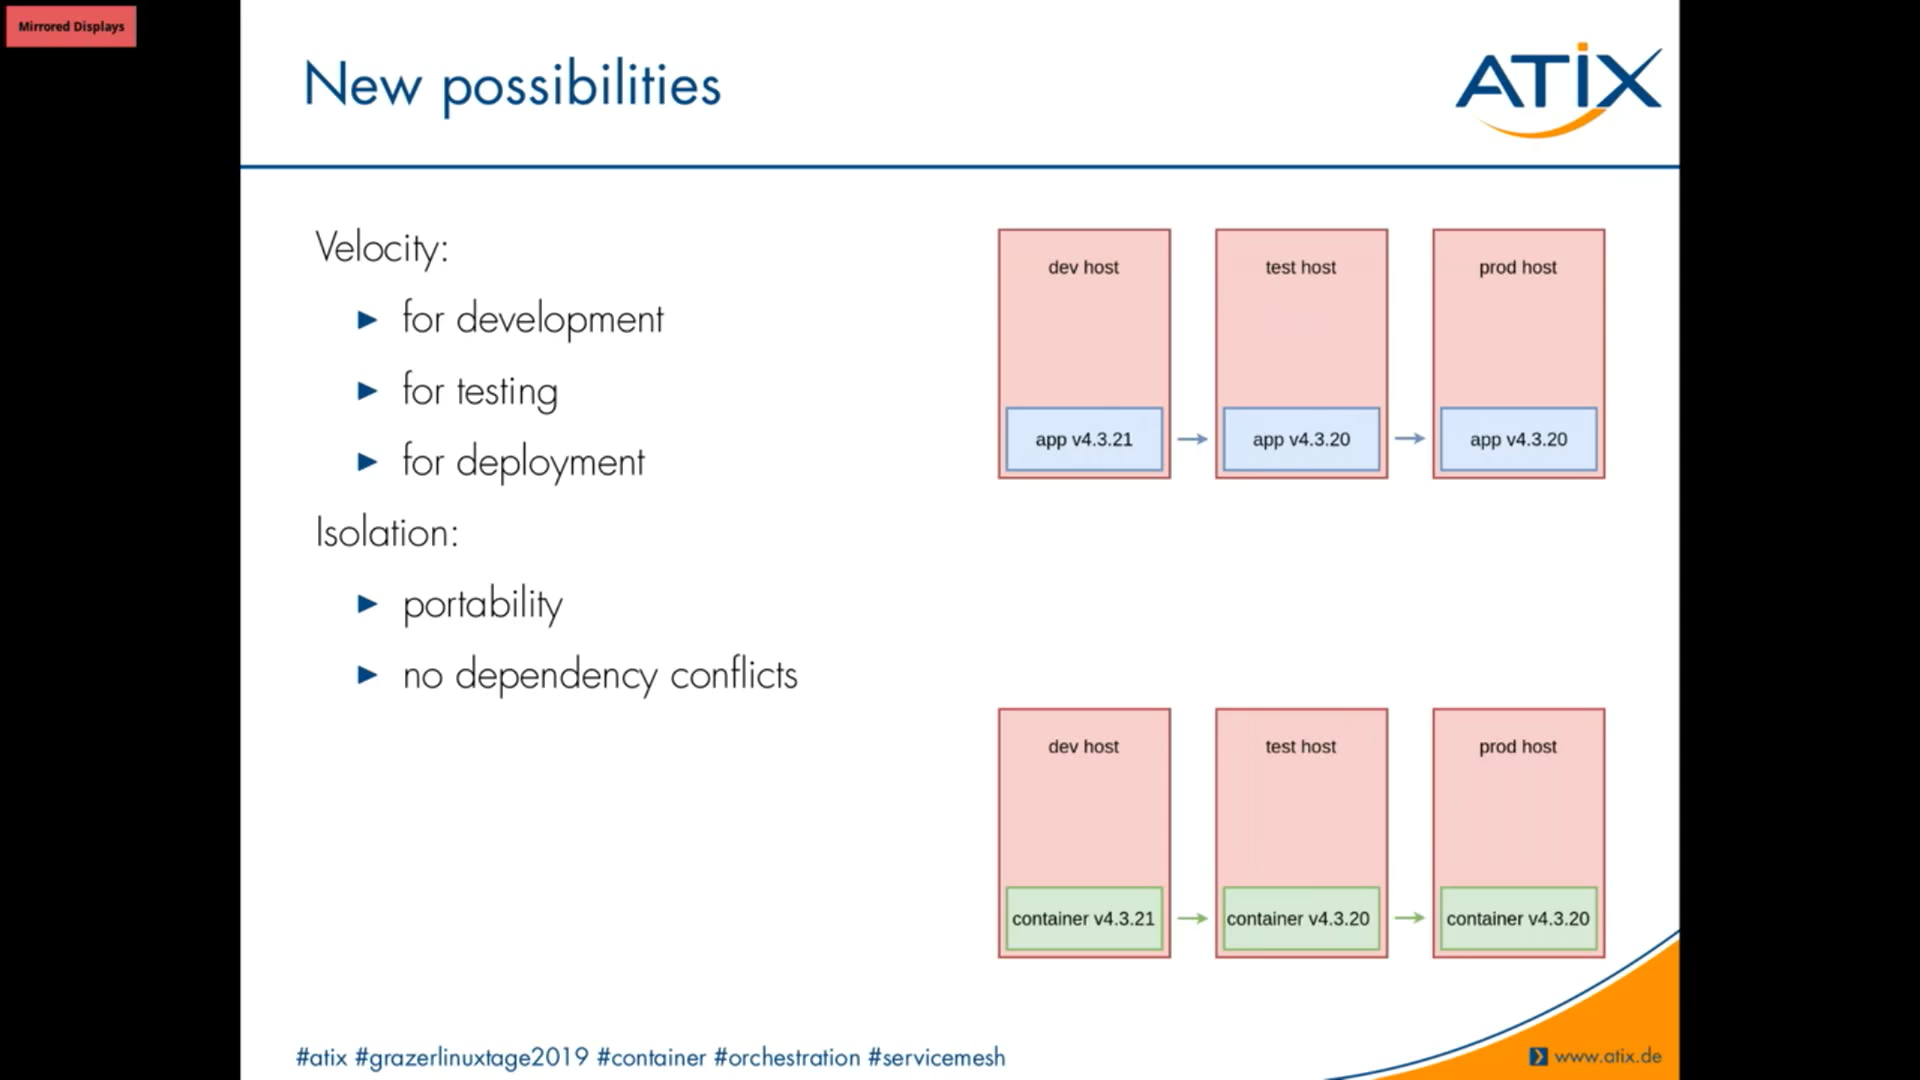 Mirrored Displays
New possibilities
ATiX
Velocity:
for development
for testing
for deployment
Isolation:
portability
no dependency conflicts
dev host
test host
prod host
app v4.3.21
app v4.3.20
app v4.3.20
dev host
test host
prod host
container v4.3.21
container v4.3.20
container v4.3.20
#atix #grazerlinuxtage2019 #container #orchestration #servicemesh
www.atix.de